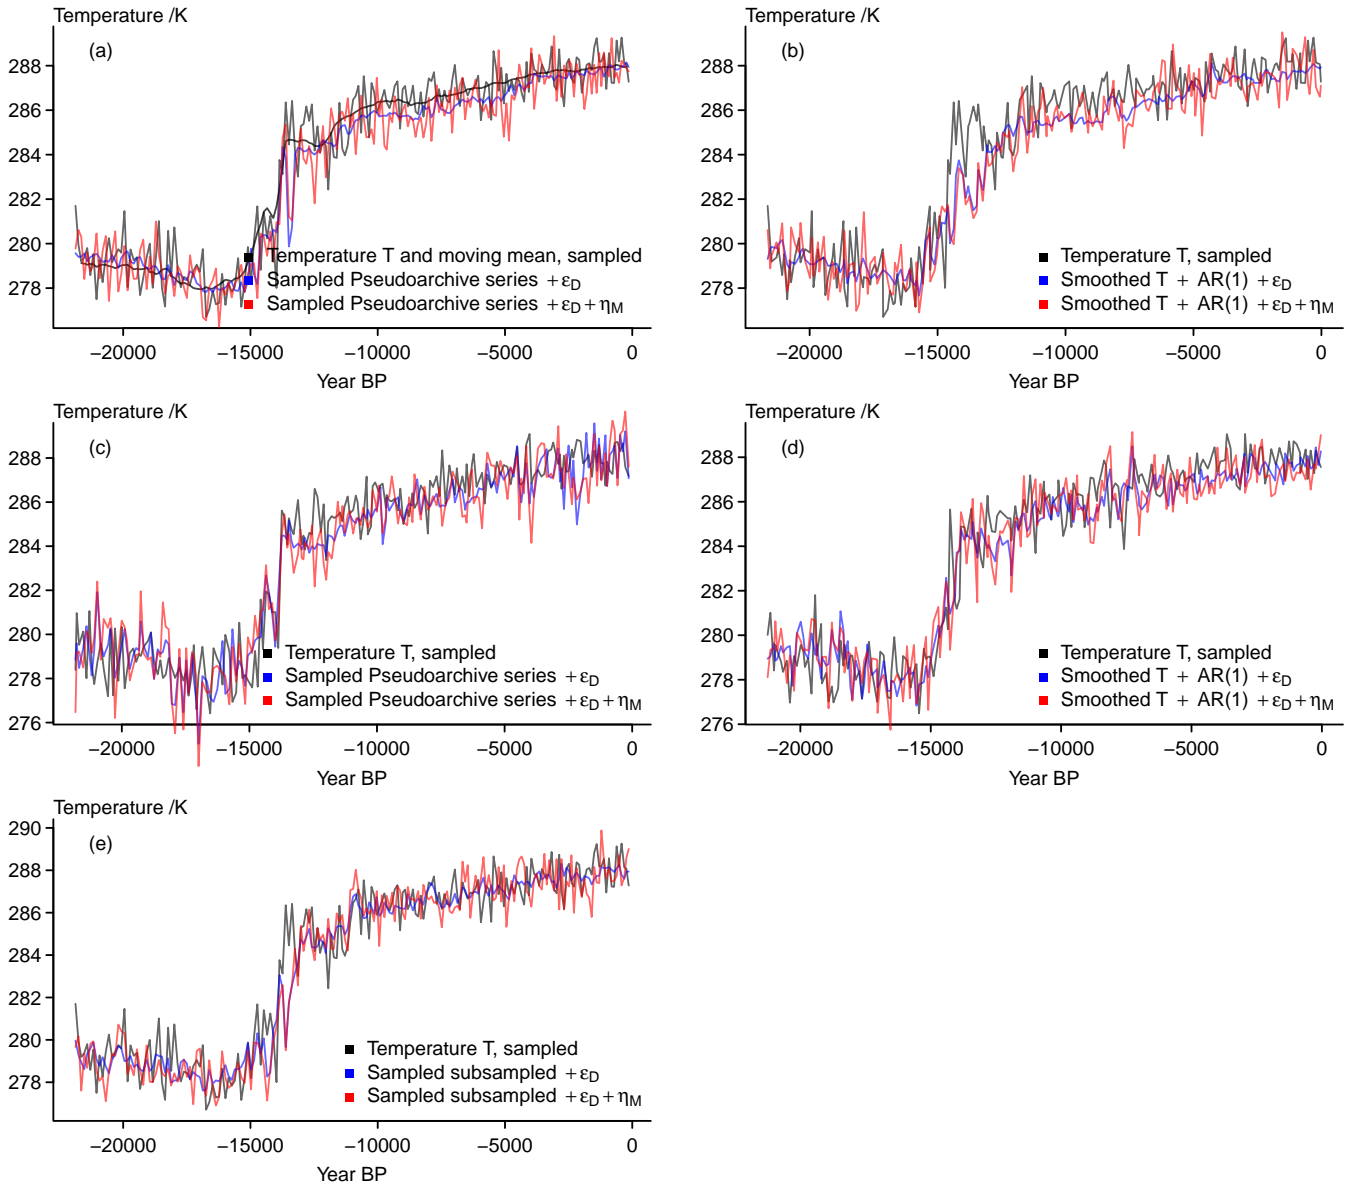 Temperature /K
(a)
288
286
284
282
280
278
Temperature T and moving mean, sampled
Sampled Pseudoarchive series +εD
Sampled Pseudoarchive series +εD+ηM
−20000 −15000 −10000 −5000 0
Year BP
Temperature /K
(b)
288
286
284
282
280
278
Temperature T, sampled
Smoothed T + AR(1) +εD
Smoothed T + AR(1) +εD+ηM
−20000 −15000 −10000 −5000 0
Year BP
Temperature /K
(c)
288
286
284
282
280
278
276
Temperature T, sampled
Sampled Pseudoarchive series +εD
Sampled Pseudoarchive series +εD+ηM
−20000 −15000 −10000 −5000 0
Year BP
Temperature /K
(d)
288
286
284
282
280
278
276
Temperature T, sampled
Smoothed T + AR(1) +εD
Smoothed T + AR(1) +εD+ηM
−20000 −15000 −10000 −5000 0
Year BP
Temperature /K
(e)
290
288
286
284
282
280
278
Temperature T, sampled
Sampled subsampled +εD
Sampled subsampled +εD+ηM
−20000 −15000 −10000 −5000 0
Year BP